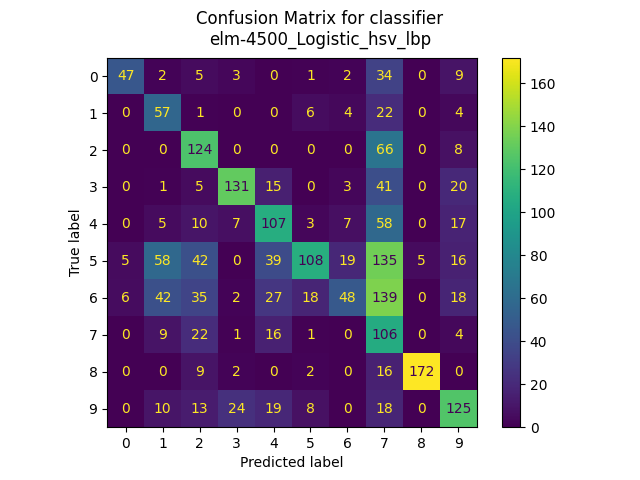 Confusion Matrix for classifier
elm-4500_Logistic_hsv_lbp
0 47 2 5 3 0 1 2 34 0 9
1 0 57 1 0 0 6 4 22 0 4
2 0 0 124 0 0 0 0 66 0 8
3 0 1 5 131 15 0 3 41 0 20
4 0 5 10 7 107 3 7 58 0 17
5 5 58 42 0 39 108 19 135 5 16
6 6 42 35 2 27 18 48 139 0 18
7 0 9 22 1 16 1 0 106 0 4
8 0 0 9 2 0 2 0 16 172 0
9 0 10 13 24 19 8 0 18 0 125
0 1 2 3 4 5 6 7 8 9
Predicted label
True label
160
140
120
100
80
60
40
20
0